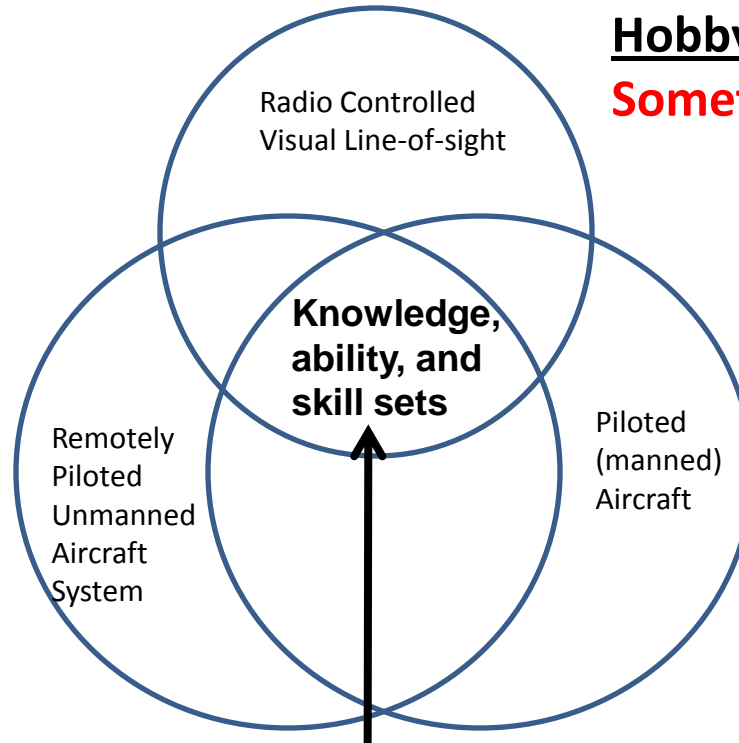 Radio Controlled
Visual Line-of-sight
Knowledge,
ability, and
skill sets
Remotely
Piloted
Unmanned
Aircraft
System
Piloted
(manned)
Aircraft